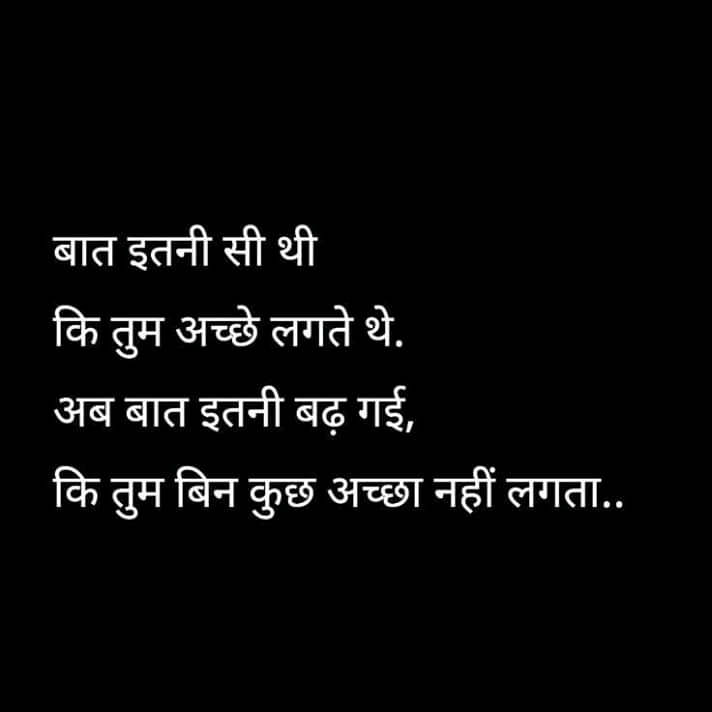 बात इतनी सी थी
कि तुम अच्छे लगते थे.
अब बात इतनी बढ़ गई,
कि तुम बिन कुछ अच्छा नहीं लगता..